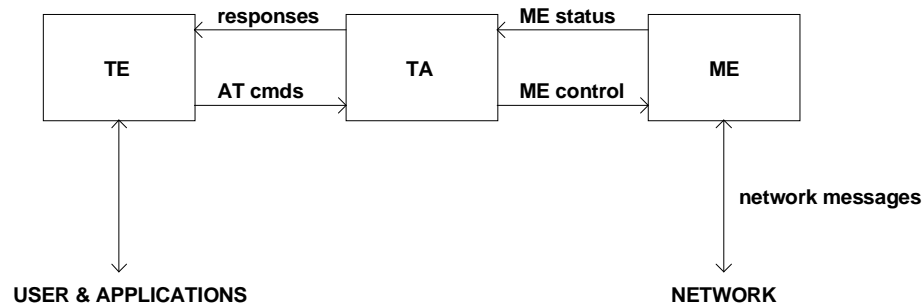 responses
ME status
TE
TA
ME
AT cmds
ME control
network messages
USER & APPLICATIONS
NETWORK